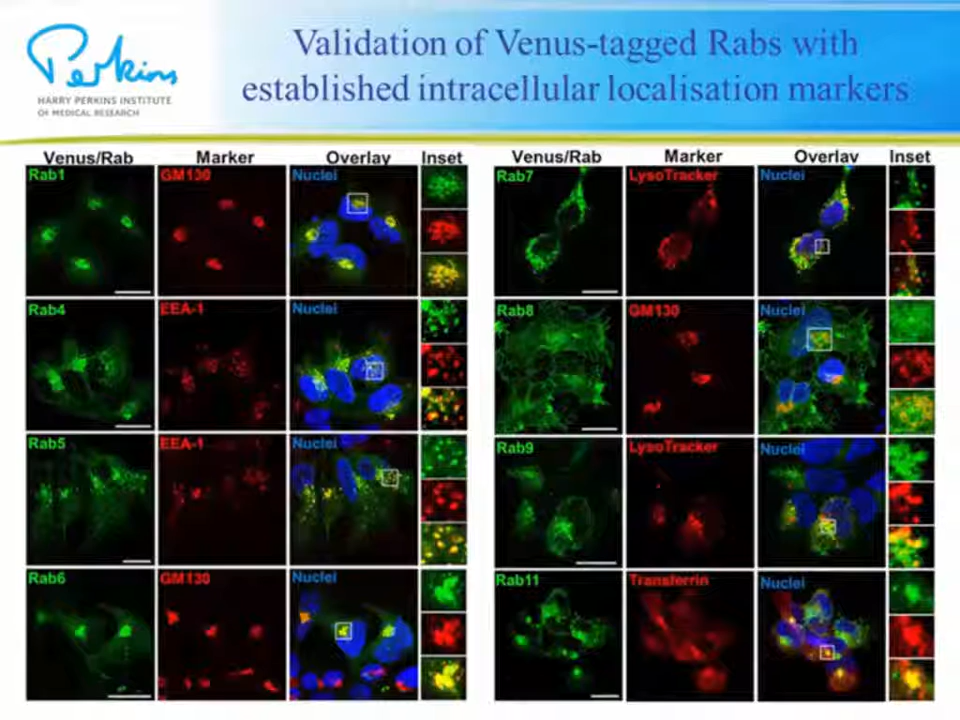 Perkins
HARRY PERKINS INSTITUTE
OF MEDICAL RESEARCH
Validation of Venus-tagged Rabs with
established intracellular localisation markers
Venus/Rab Marker Overlay Inset
Rab1 GM130 Nuclei
Rab4 EEA-1 Nuclei
Rab5 EEA-1 Nuclei
Rab6 GM130 Nuclei
Venus/Rab Marker Overlay Inset
Rab7 LysoTracker Nuclei
Rab8 GM130 Nuclei
Rab9 LysoTracker Nuclei
Rab11 Transferrin Nuclei